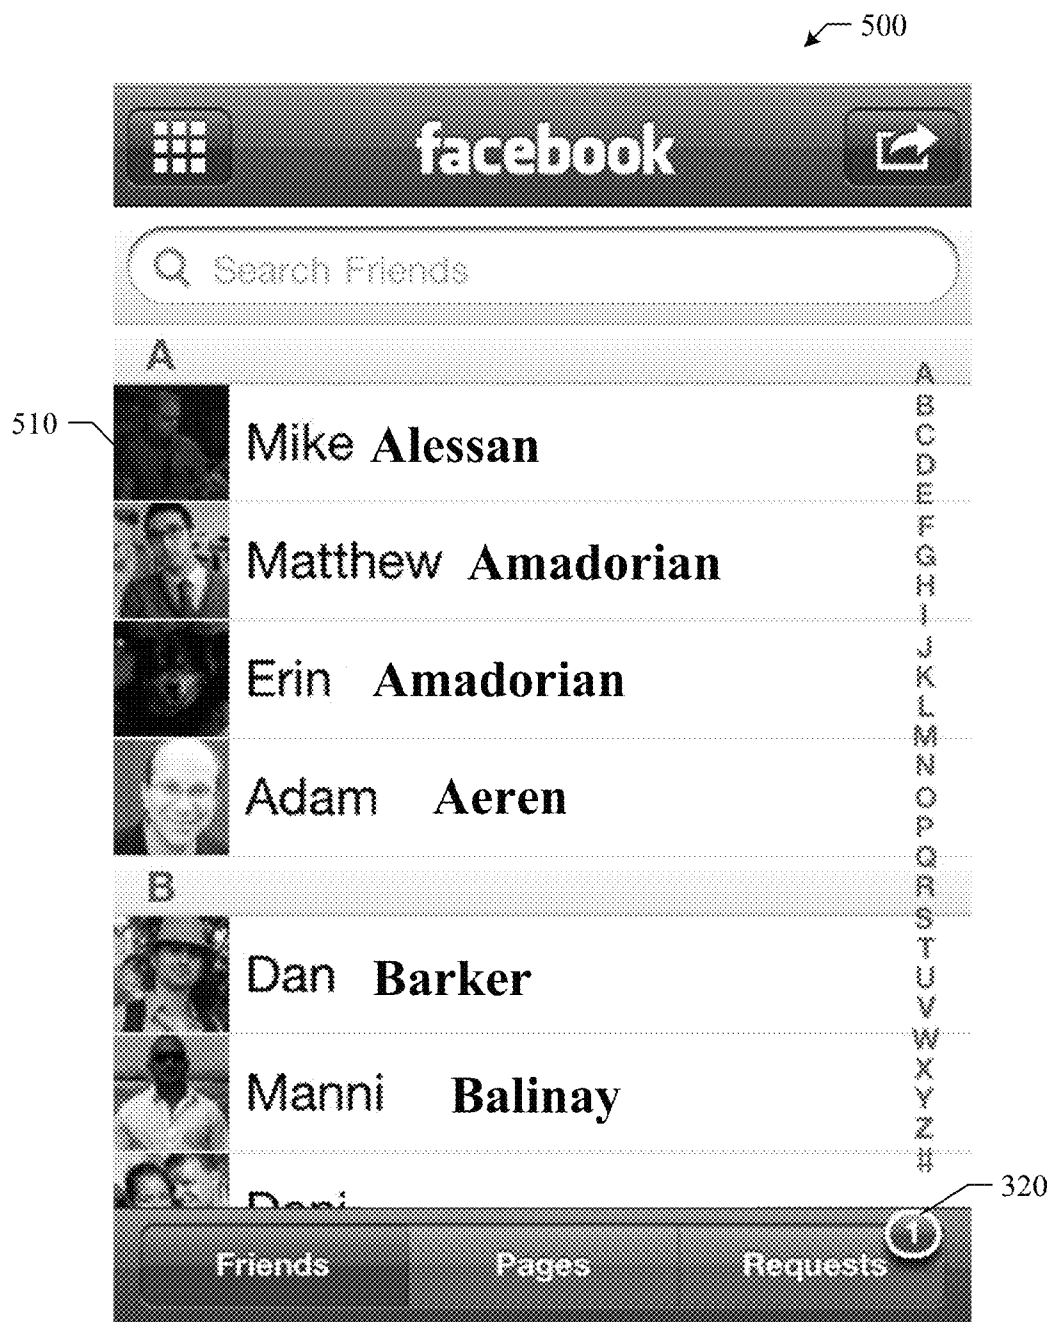 500
facebook
Search Friends
A
510
Mike Alessan
Matthew Amadorian
Erin Amadorian
Adam Aeren
B
Dan Barker
Manni Balinay
A
B
C
D
E
F
G
H
I
J
K
L
M
N
O
P
Q
R
S
T
U
V
W
X
Y
Z
#
320
1
Friends Pages Requests